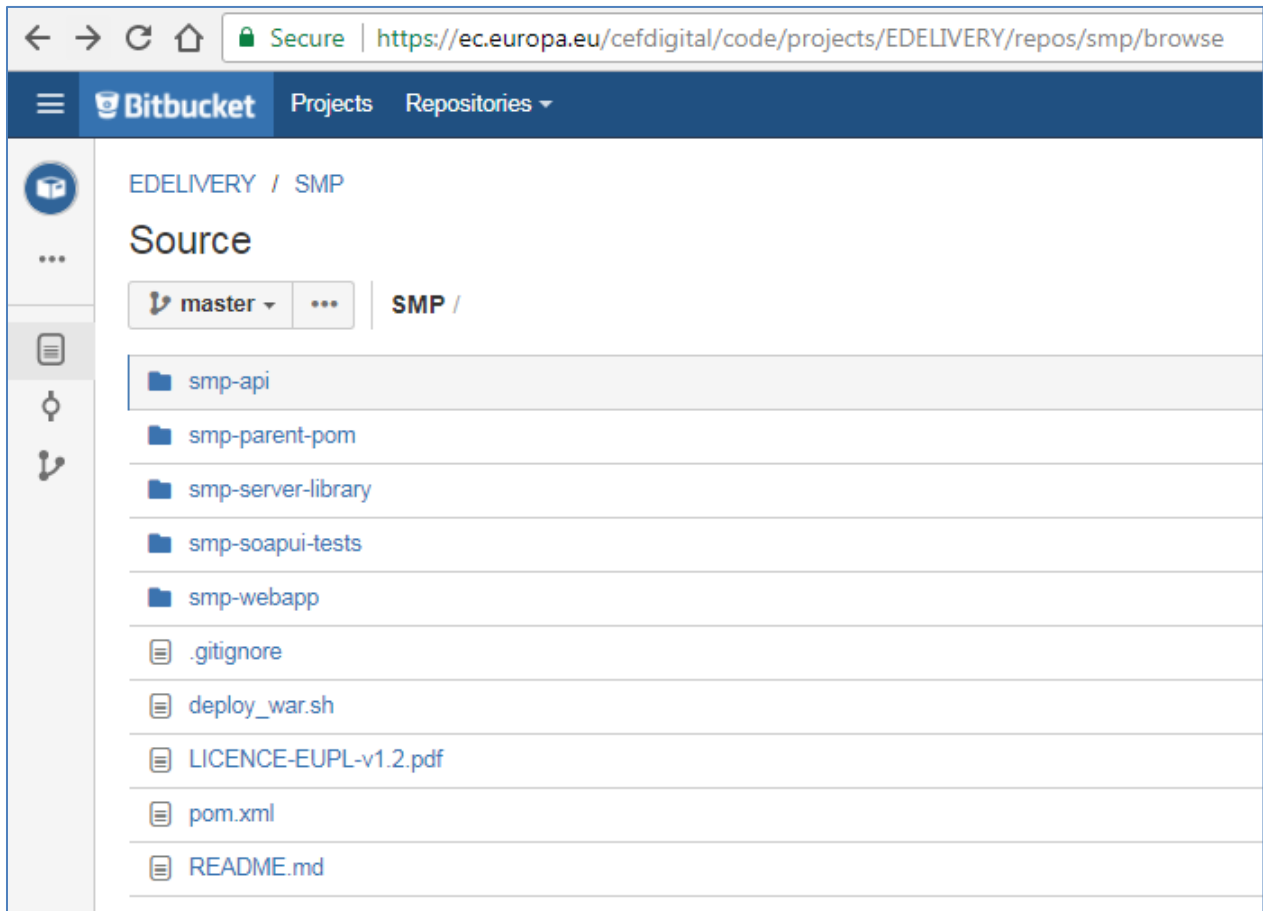 Secure | https://ec.europa.eu/cefdigital/code/projects/EDELIVERY/repos/smp/browse
Bitbucket Projects Repositories
EDELIVERY / SMP
Source
master ••• SMP /
smp-api
smp-parent-pom
smp-server-library
smp-soapui-tests
smp-webapp
.gitignore
deploy_war.sh
LICENCE-EUPL-v1.2.pdf
pom.xml
README.md